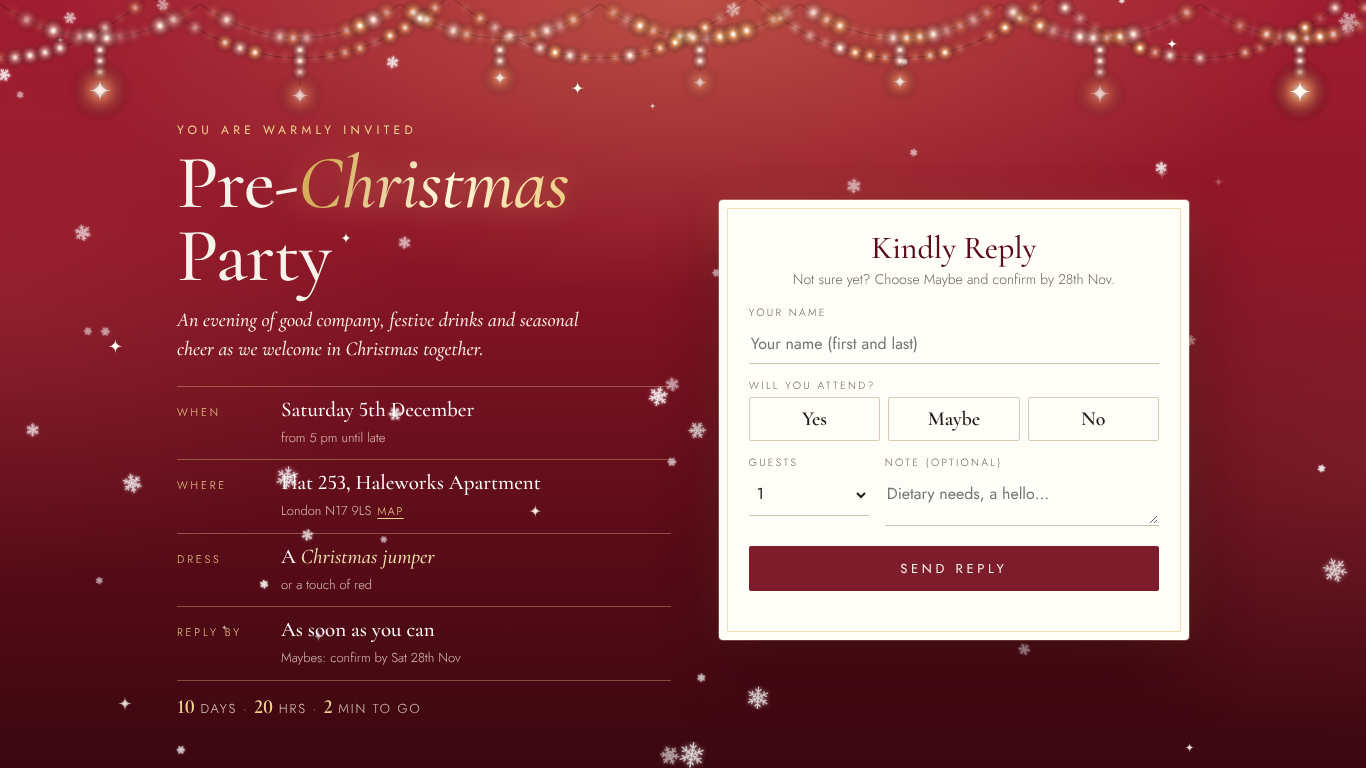 YOU ARE WARMLY INVITED
Pre-Christmas
Party
An evening of good company, festive drinks and seasonal
cheer as we welcome in Christmas together.
WHEN
Saturday 5th December
from 5 pm until late
WHERE
Flat 253, Haleworks Apartment
London N17 9LS MAP
DRESS
A Christmas jumper
or a touch of red
REPLY BY
As soon as you can
Maybes: confirm by Sat 28th Nov
10 DAYS · 20 HRS · 2 MIN TO GO
Kindly Reply
Not sure yet? Choose Maybe and confirm by 28th Nov.
YOUR NAME
Your name (first and last)
WILL YOU ATTEND?
Yes
Maybe
No
GUESTS
1
NOTE (OPTIONAL)
Dietary needs, a hello...
SEND REPLY